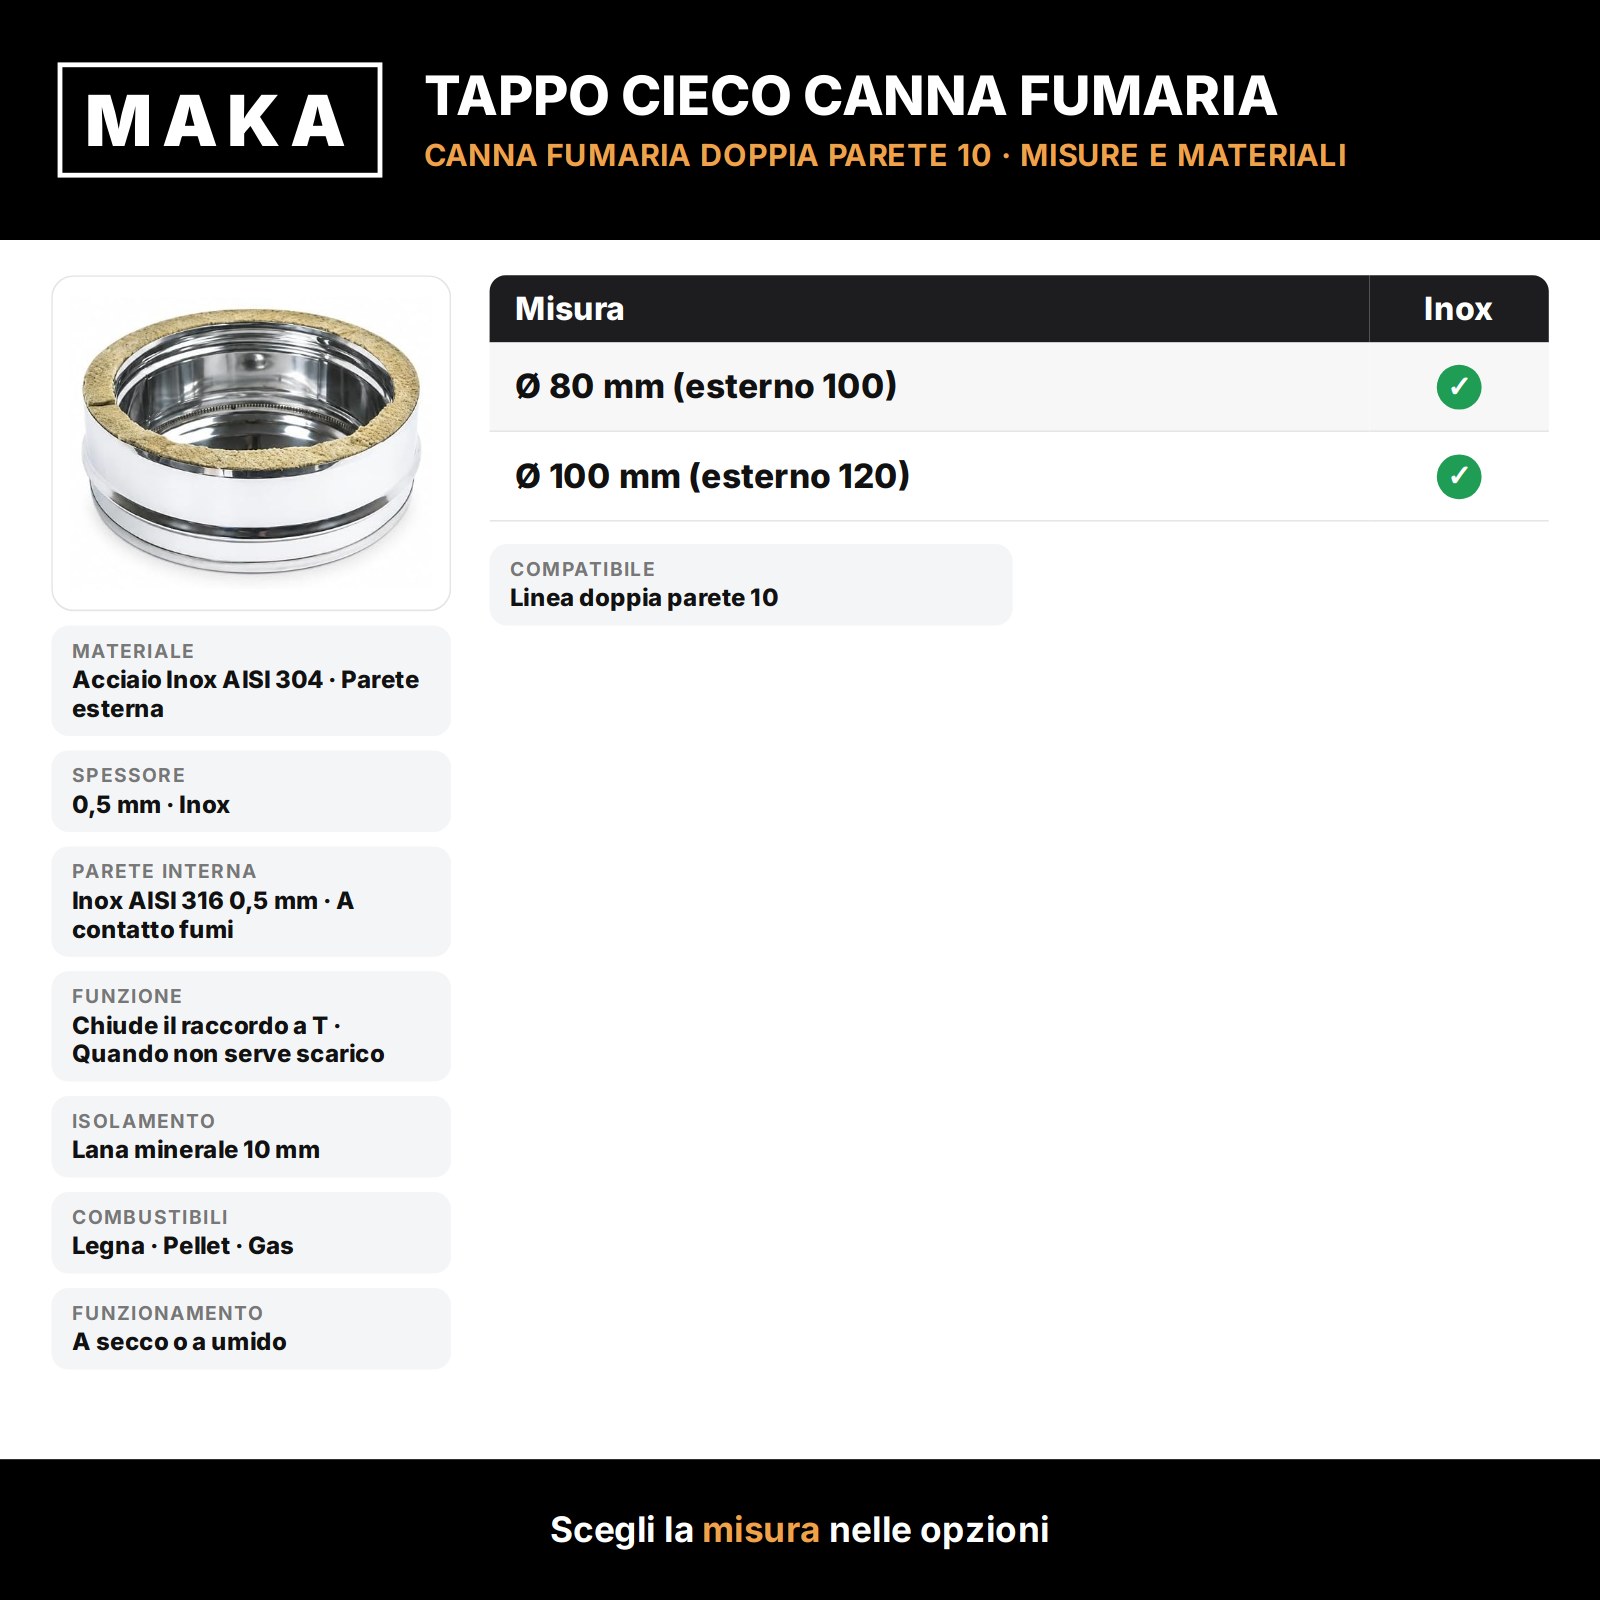 MAKA
TAPPO CIECO CANNA FUMARIA
CANNA FUMARIA DOPPIA PARETE 10 · MISURE E MATERIALI
Misura Inox
Ø 80 mm (esterno 100) ✓
Ø 100 mm (esterno 120) ✓
COMPATIBILE
Linea doppia parete 10
MATERIALE
Acciaio Inox AISI 304 · Parete
esterna
SPESSORE
0,5 mm · Inox
PARETE INTERNA
Inox AISI 316 0,5 mm · A
contatto fumi
FUNZIONE
Chiude il raccordo a T ·
Quando non serve scarico
ISOLAMENTO
Lana minerale 10 mm
COMBUSTIBILI
Legna · Pellet · Gas
FUNZIONAMENTO
A secco o a umido
Scegli la misura nelle opzioni